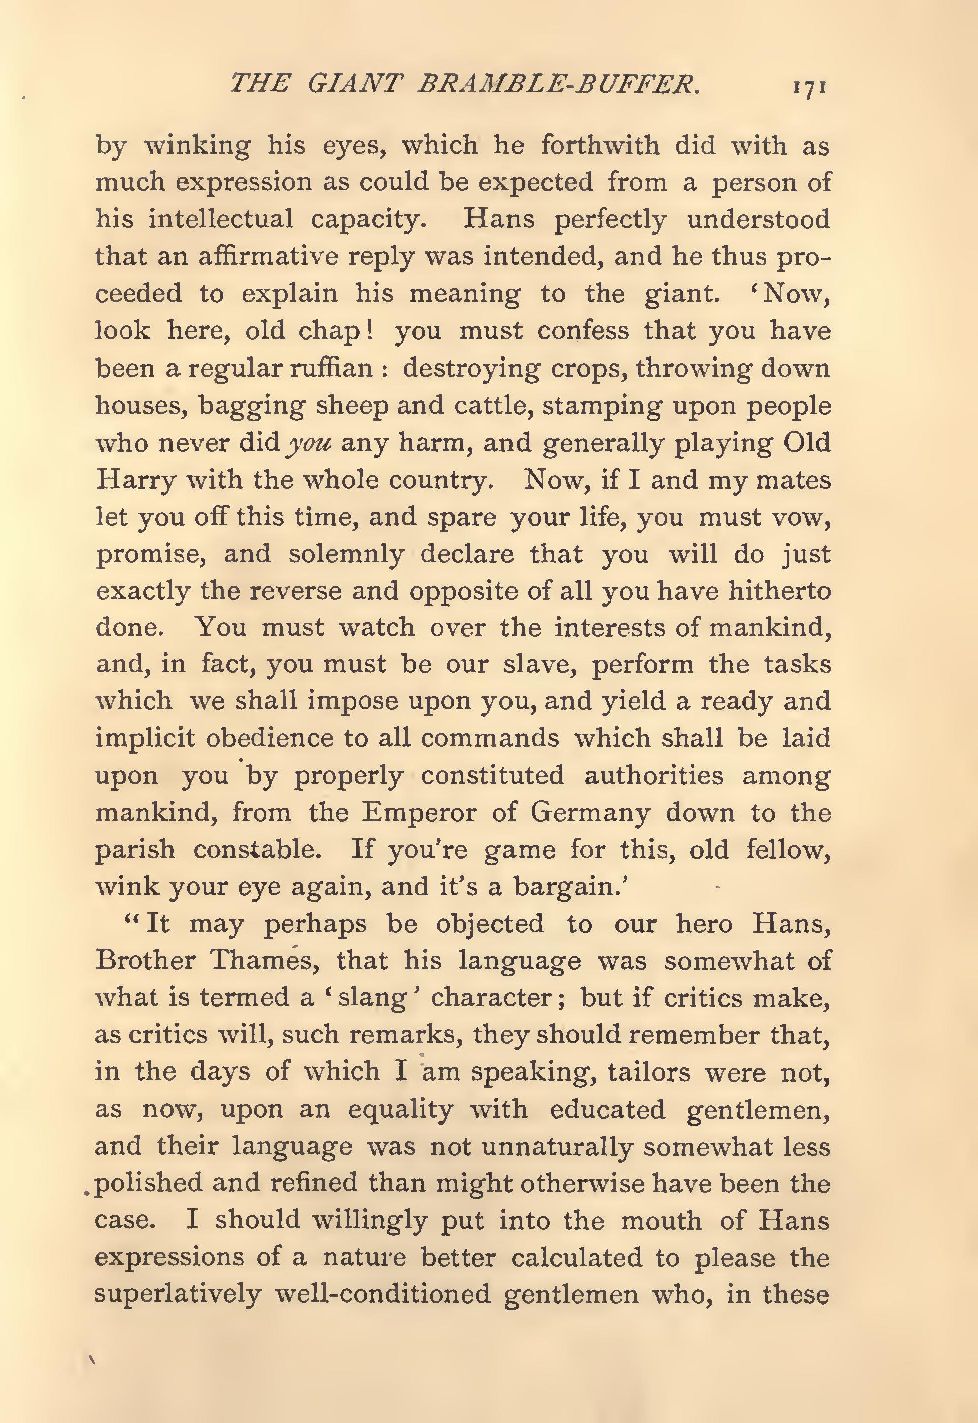 THE GIANT BRAMBLE-BUFFER. 171
by winking his eyes, which he forthwith did with as
much expression as could be expected from a person of
his intellectual capacity. Hans perfectly understood
that an affirmative reply was intended, and he thus pro-
ceeded to explain his meaning to the giant. ‘Now,
look here, old chap! you must confess that you have
been a regular ruffian : destroying crops, throwing down
houses, bagging sheep and cattle, stamping upon people
who never did you any harm, and generally playing Old
Harry with the whole country. Now, if I and my mates
let you off this time, and spare your life, you must vow,
promise, and solemnly declare that you will do just
exactly the reverse and opposite of all you have hitherto
done. You must watch over the interests of mankind,
and, in fact, you must be our slave, perform the tasks
which we shall impose upon you, and yield a ready and
implicit obedience to all commands which shall be laid
upon you by properly constituted authorities among
mankind, from the Emperor of Germany down to the
parish constable. If you're game for this, old fellow,
wink your eye again, and it's a bargain.’
“It may perhaps be objected to our hero Hans,
Brother Thames, that his language was somewhat of
what is termed a ‘slang’ character; but if critics make,
as critics will, such remarks, they should remember that,
in the days of which I am speaking, tailors were not,
as now, upon an equality with educated gentlemen,
and their language was not unnaturally somewhat less
polished and refined than might otherwise have been the
case. I should willingly put into the mouth of Hans
expressions of a nature better calculated to please the
superlatively well-conditioned gentlemen who, in these